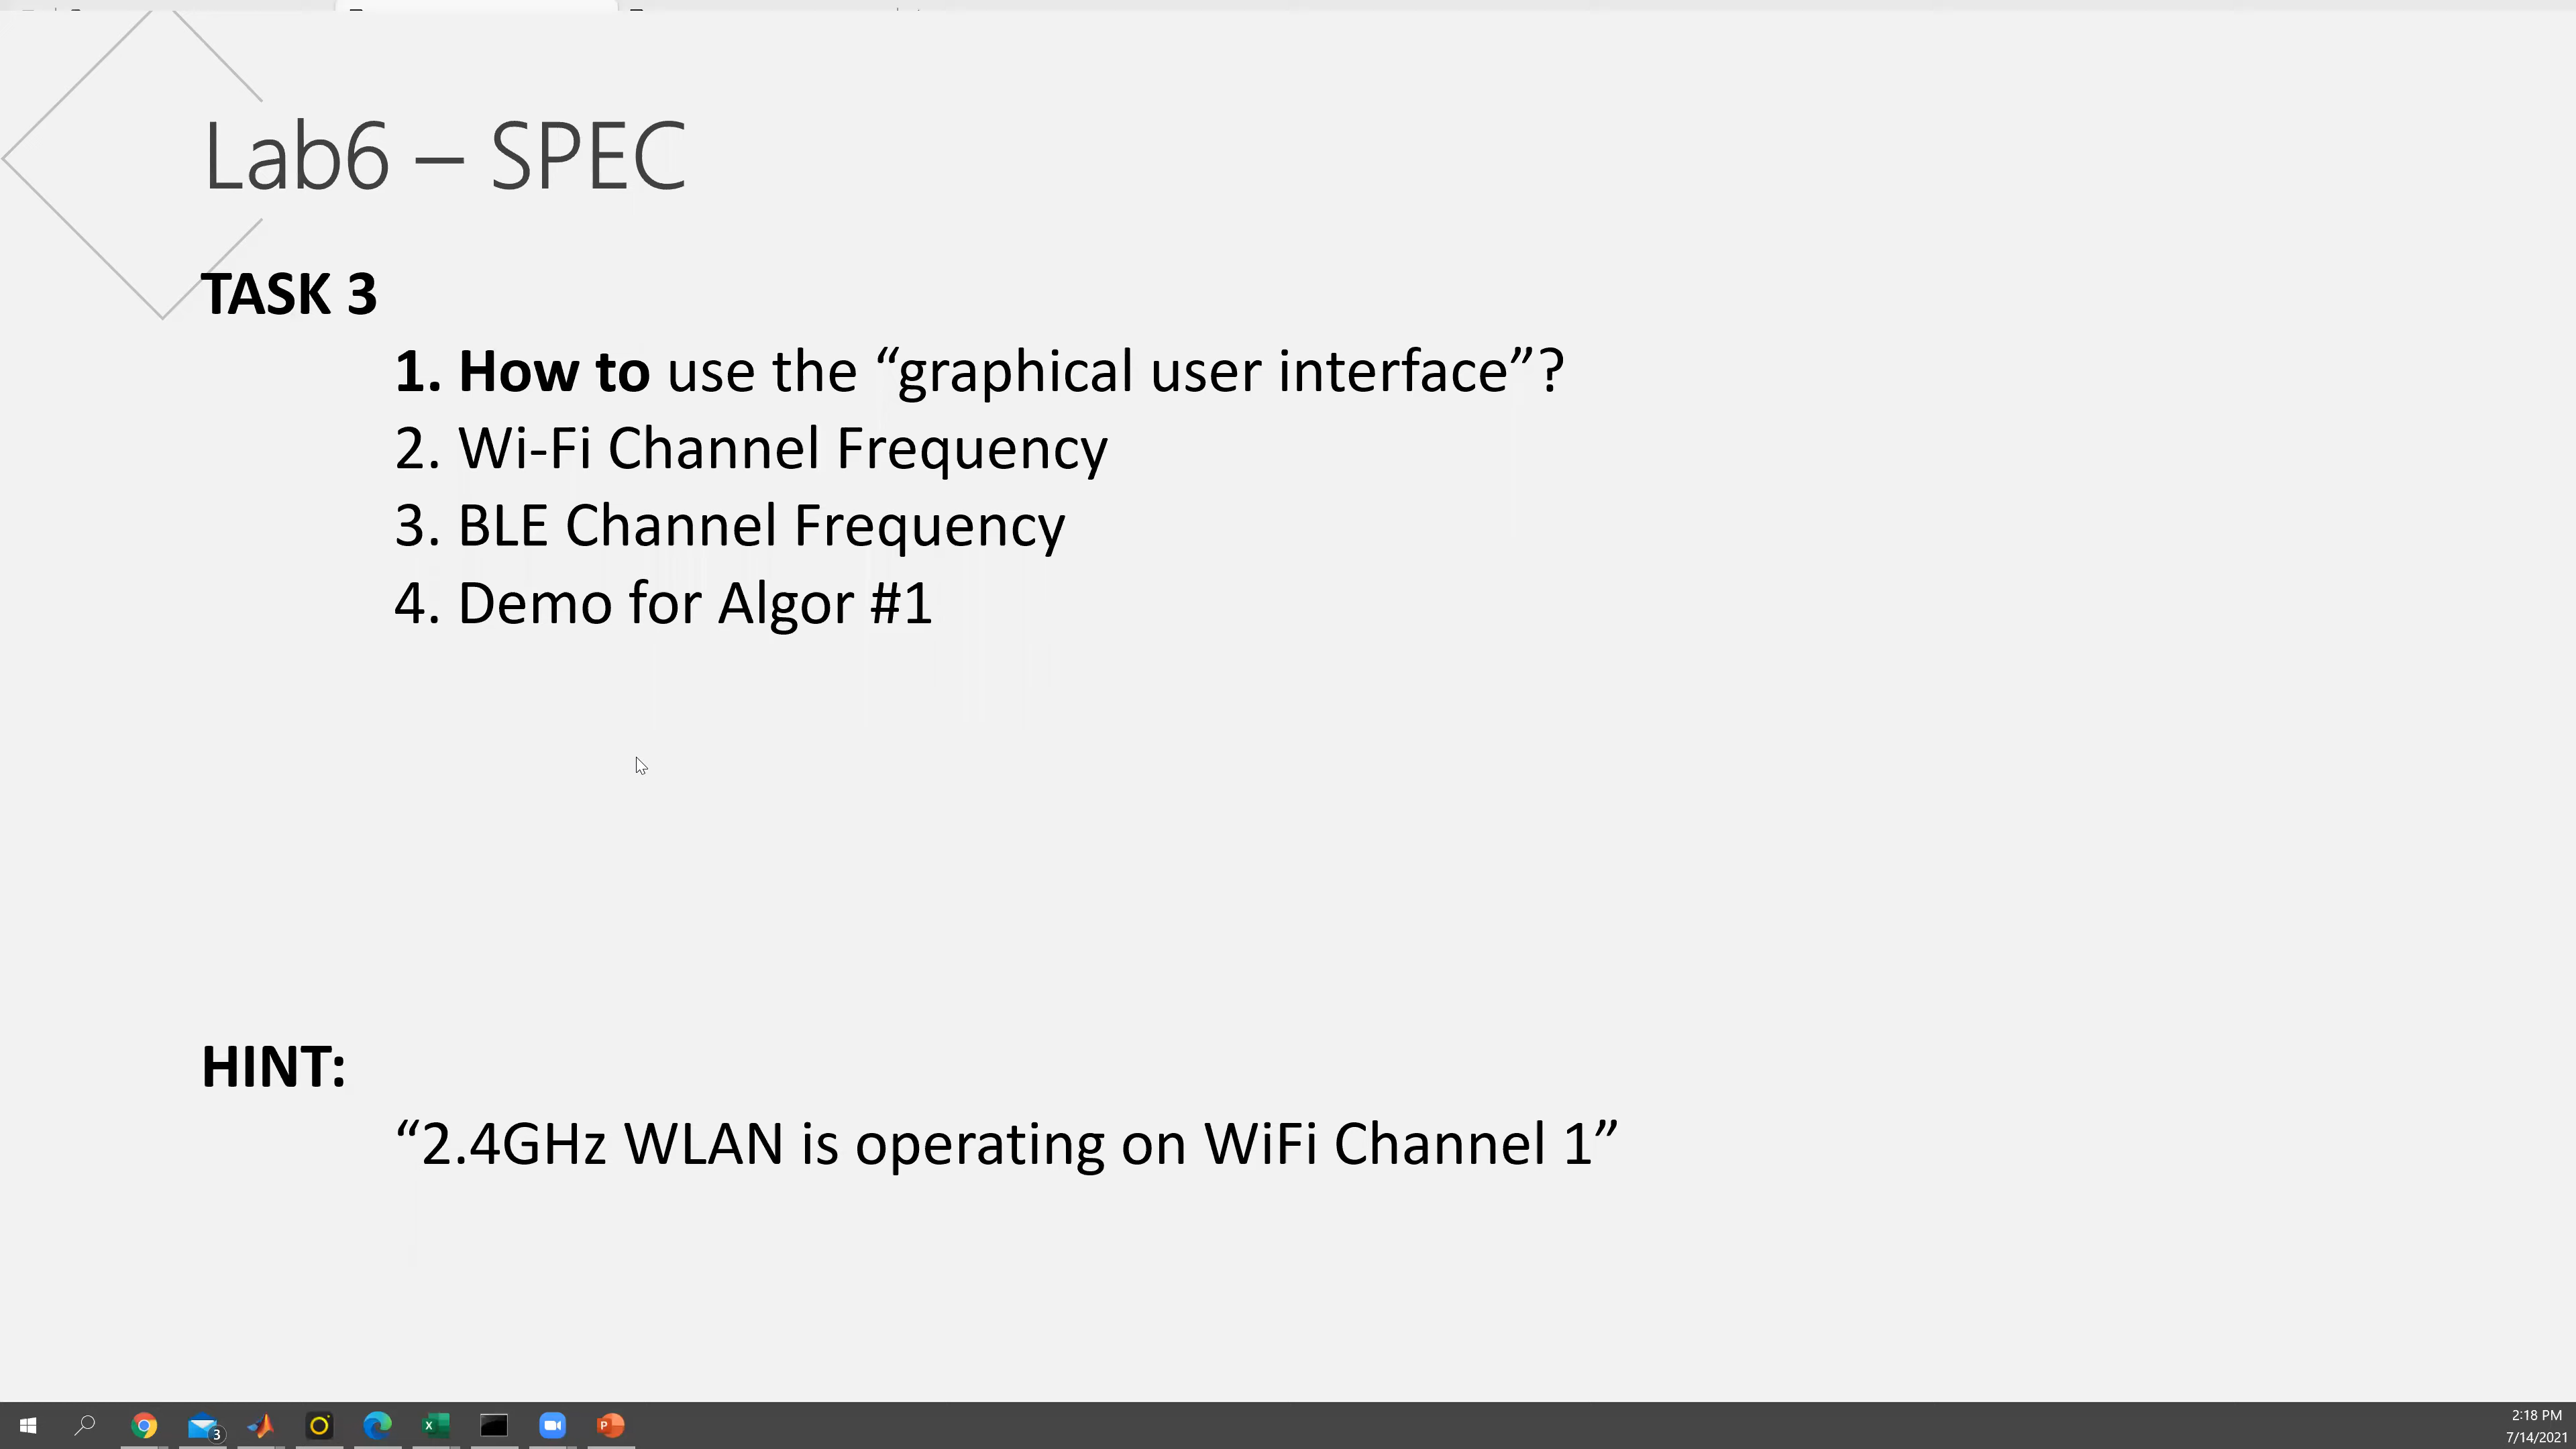 Lab6 – SPEC
TASK 3
1. How to use the “graphical user interface”?
2. Wi-Fi Channel Frequency
3. BLE Channel Frequency
4. Demo for Algor #1
HINT:
“2.4GHz WLAN is operating on WiFi Channel 1”
3
2:18 PM
7/14/2021